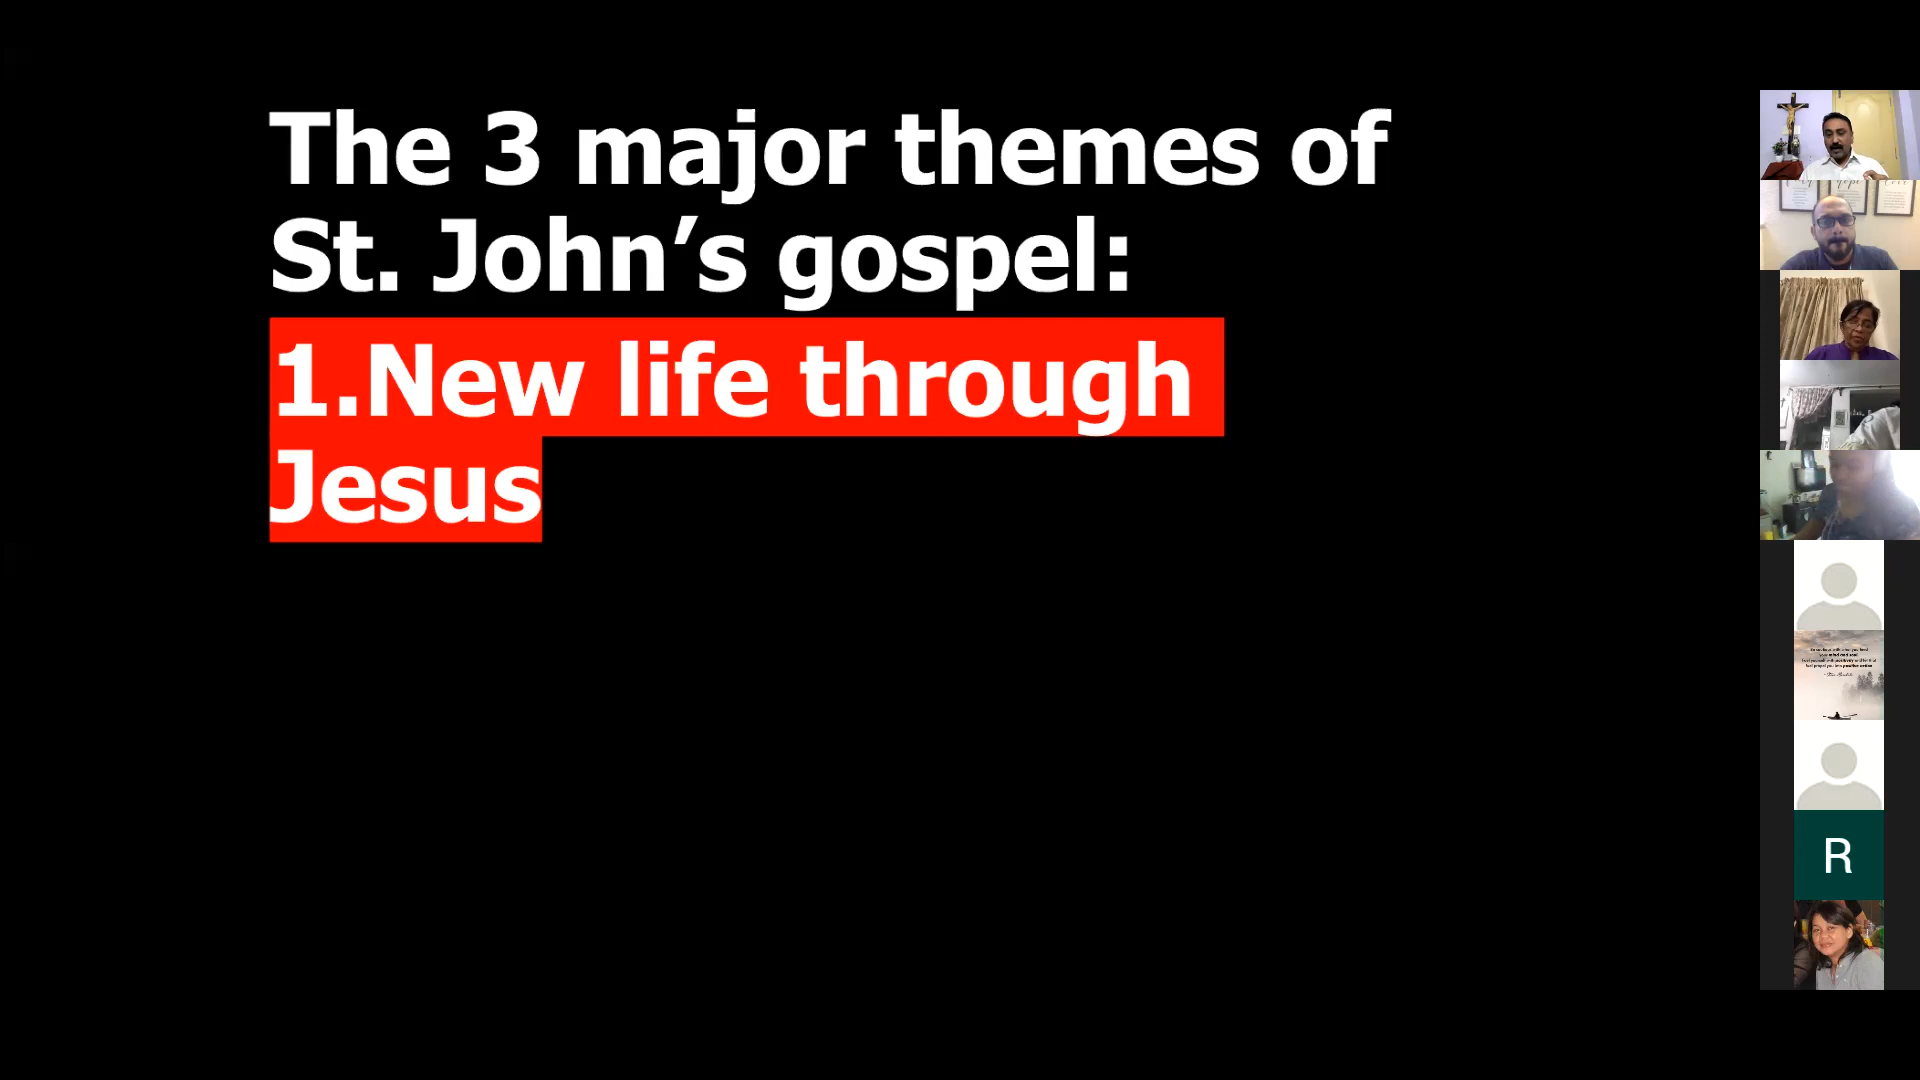 The 3 major themes of
St. John’s gospel:
1.New life through
Jesus
R